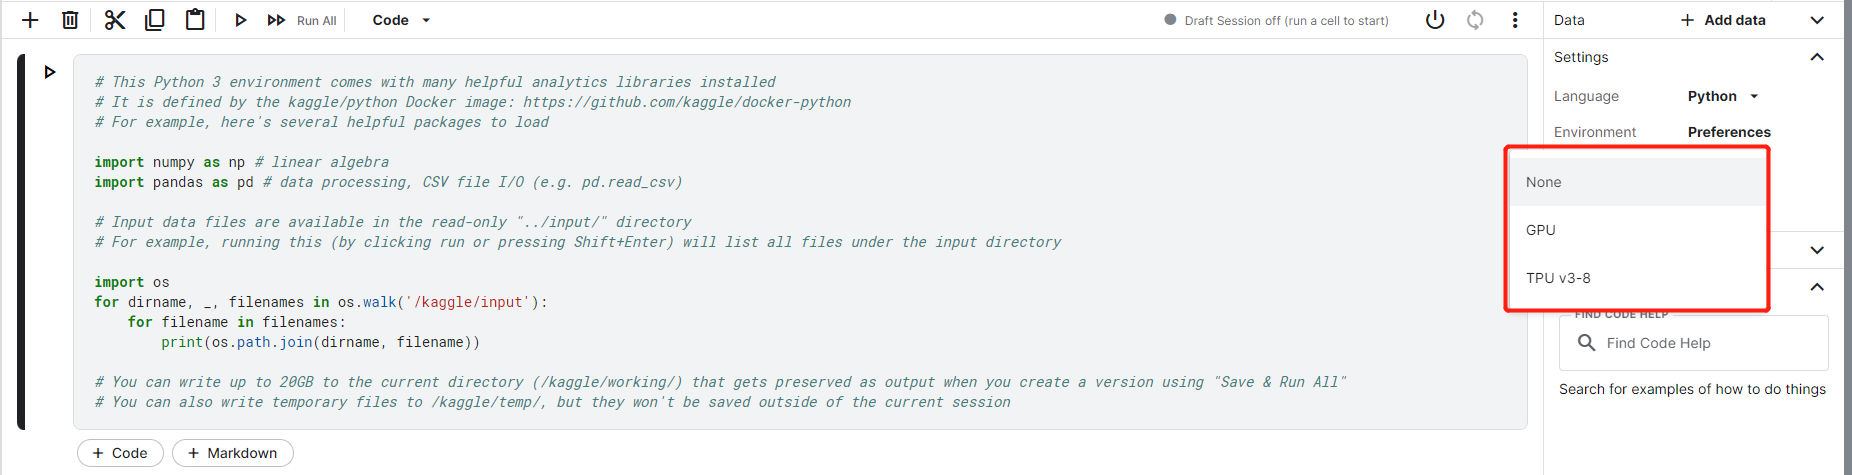 Run All
Code
Draft Session off (run a cell to start)
Data
+ Add data
Settings
Language
Python
Environment
Preferences
None
GPU
TPU v3-8
FIND CODE HELP
Find Code Help
Search for examples of how to do things
# This Python 3 environment comes with many helpful analytics libraries installed
# It is defined by the kaggle/python Docker image: https://github.com/kaggle/docker-python
# For example, here's several helpful packages to load
import numpy as np # linear algebra
import pandas as pd # data processing, CSV file I/O (e.g. pd.read_csv)
# Input data files are available in the read-only "../input/" directory
# For example, running this (by clicking run or pressing Shift+Enter) will list all files under the input directory
import os
for dirname, _, filenames in os.walk('/kaggle/input'):
    for filename in filenames:
        print(os.path.join(dirname, filename))
# You can write up to 20GB to the current directory (/kaggle/working/) that gets preserved as output when you create a version using "Save & Run All"
# You can also write temporary files to /kaggle/temp/, but they won't be saved outside of the current session
+ Code
+ Markdown